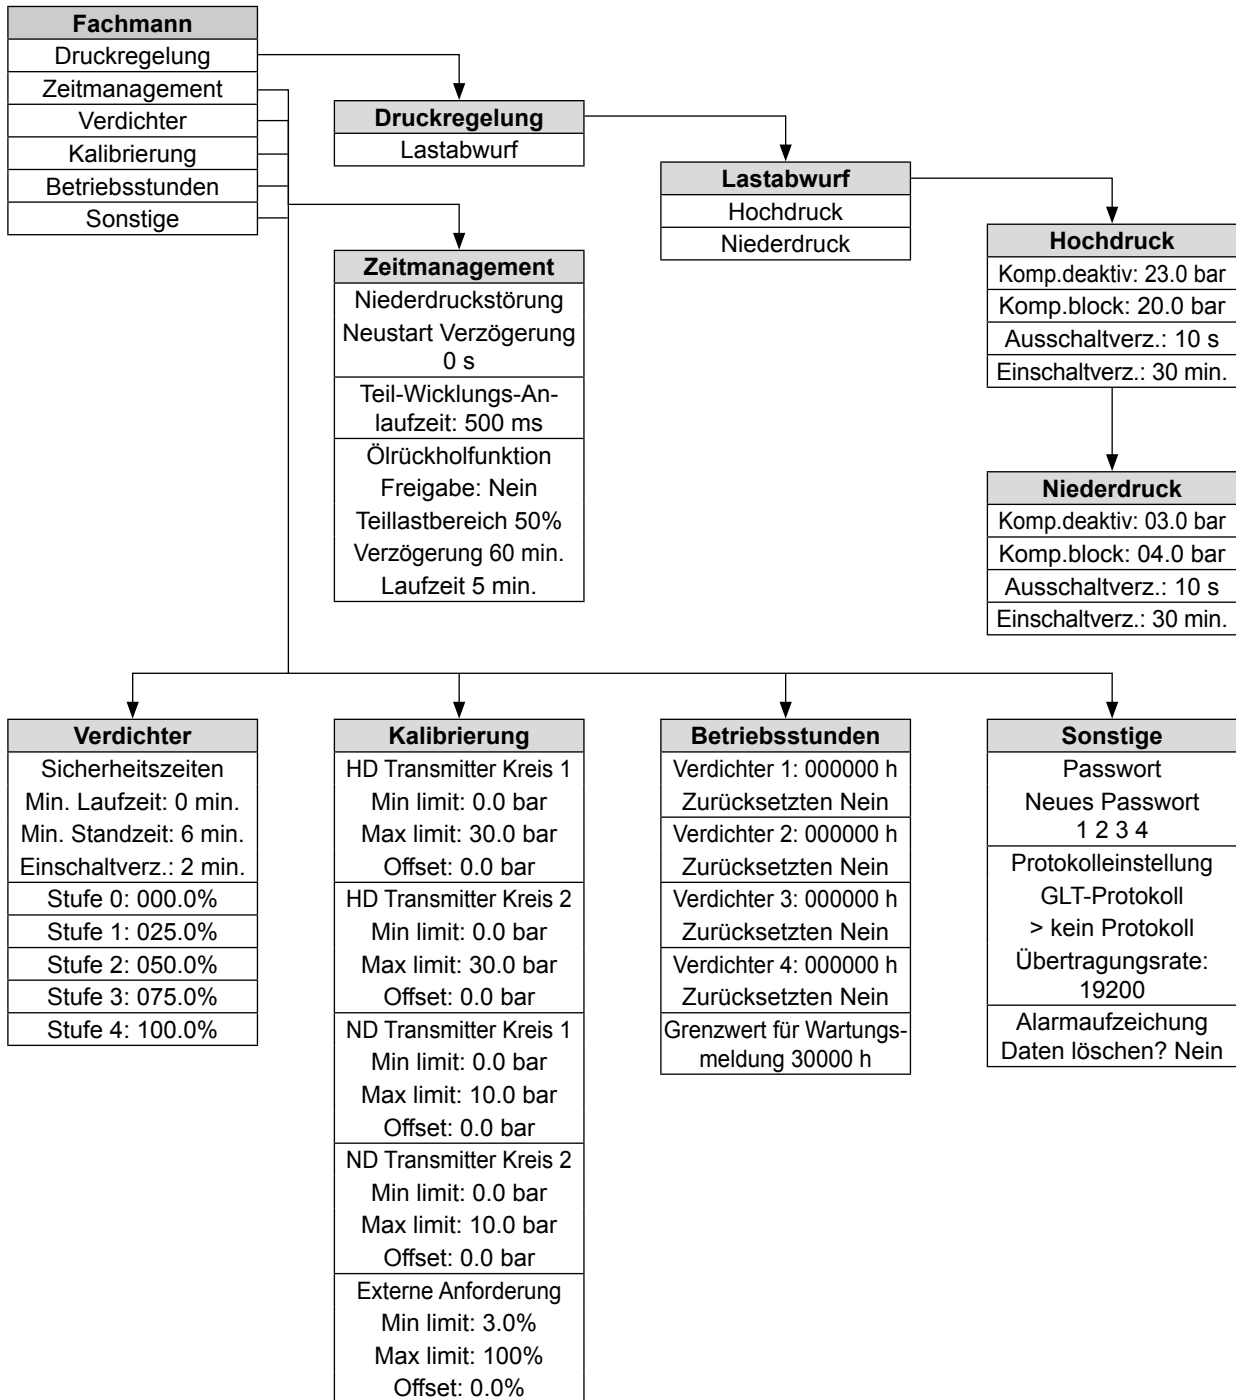 Fachmann
Druckregelung
Zeitmanagement
Verdichter
Kalibrierung
Betriebsstunden
Sonstige
Druckregelung
Lastabwurf
Lastabwurf
Hochdruck
Niederdruck
Hochdruck
Komp.deaktiv: 23.0 bar
Komp.block: 20.0 bar
Ausschaltverz.: 10 s
Einschaltverz.: 30 min.
Zeitmanagement
Niederdruckstörung
Neustart Verzögerung
0 s
Teil-Wicklungs-An-
laufzeit: 500 ms
Ölrückholfunktion
Freigabe: Nein
Teillastbereich 50%
Verzögerung 60 min.
Laufzeit 5 min.
Niederdruck
Komp.deaktiv: 03.0 bar
Komp.block: 04.0 bar
Ausschaltverz.: 10 s
Einschaltverz.: 30 min.
Verdichter
Sicherheitszeiten
Min. Laufzeit: 0 min.
Min. Standzeit: 6 min.
Einschaltverz.: 2 min.
Stufe 0: 000.0%
Stufe 1: 025.0%
Stufe 2: 050.0%
Stufe 3: 075.0%
Stufe 4: 100.0%
Kalibrierung
HD Transmitter Kreis 1
Min limit: 0.0 bar
Max limit: 30.0 bar
Offset: 0.0 bar
HD Transmitter Kreis 2
Min limit: 0.0 bar
Max limit: 30.0 bar
Offset: 0.0 bar
ND Transmitter Kreis 1
Min limit: 0.0 bar
Max limit: 10.0 bar
Offset: 0.0 bar
ND Transmitter Kreis 2
Min limit: 0.0 bar
Max limit: 10.0 bar
Offset: 0.0 bar
Externe Anforderung
Min limit: 3.0%
Max limit: 100%
Offset: 0.0%
Betriebsstunden
Verdichter 1: 000000 h
Zurücksetzten Nein
Verdichter 2: 000000 h
Zurücksetzten Nein
Verdichter 3: 000000 h
Zurücksetzten Nein
Verdichter 4: 000000 h
Zurücksetzten Nein
Grenzwert für Wartungs-
meldung 30000 h
Sonstige
Passwort
Neues Passwort
1 2 3 4
Protokolleinstellung
GLT-Protokoll
> kein Protokoll
Übertragungsrate:
19200
Alarmaufzeichung
Daten löschen? Nein